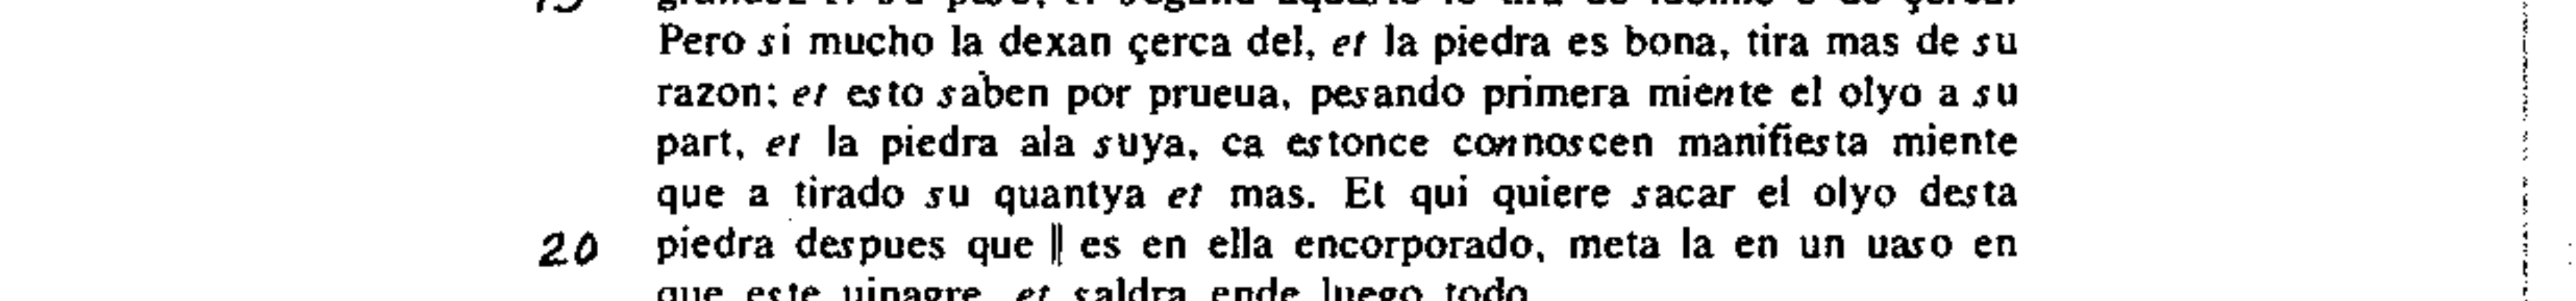 Pero si mucho la dexan çerca del, et la piedra es bona, tira mas de su
razon; et esto saben por prueua, pesando primera miente el olyo a su
part, et la piedra ala suya, ca estonce connoscen manifiesta miente
que a tirado su quantya et mas. Et qui quiere sacar el olyo desta
20 piedra despues que || es en ella encorporado, meta la en un uaso en
que este uinagre, et saldra ende luego todo.